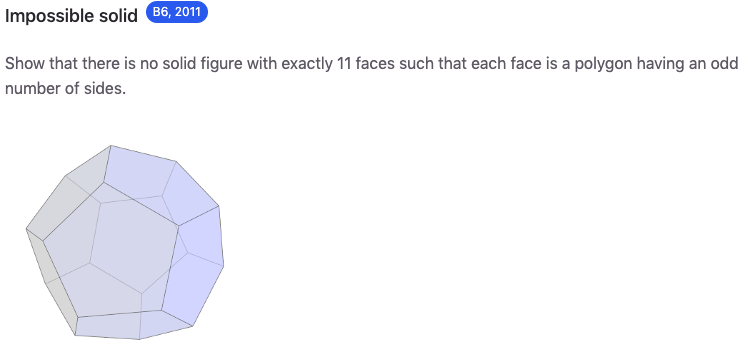 Impossible solid B6, 2011
Show that there is no solid figure with exactly 11 faces such that each face is a polygon having an odd
number of sides.